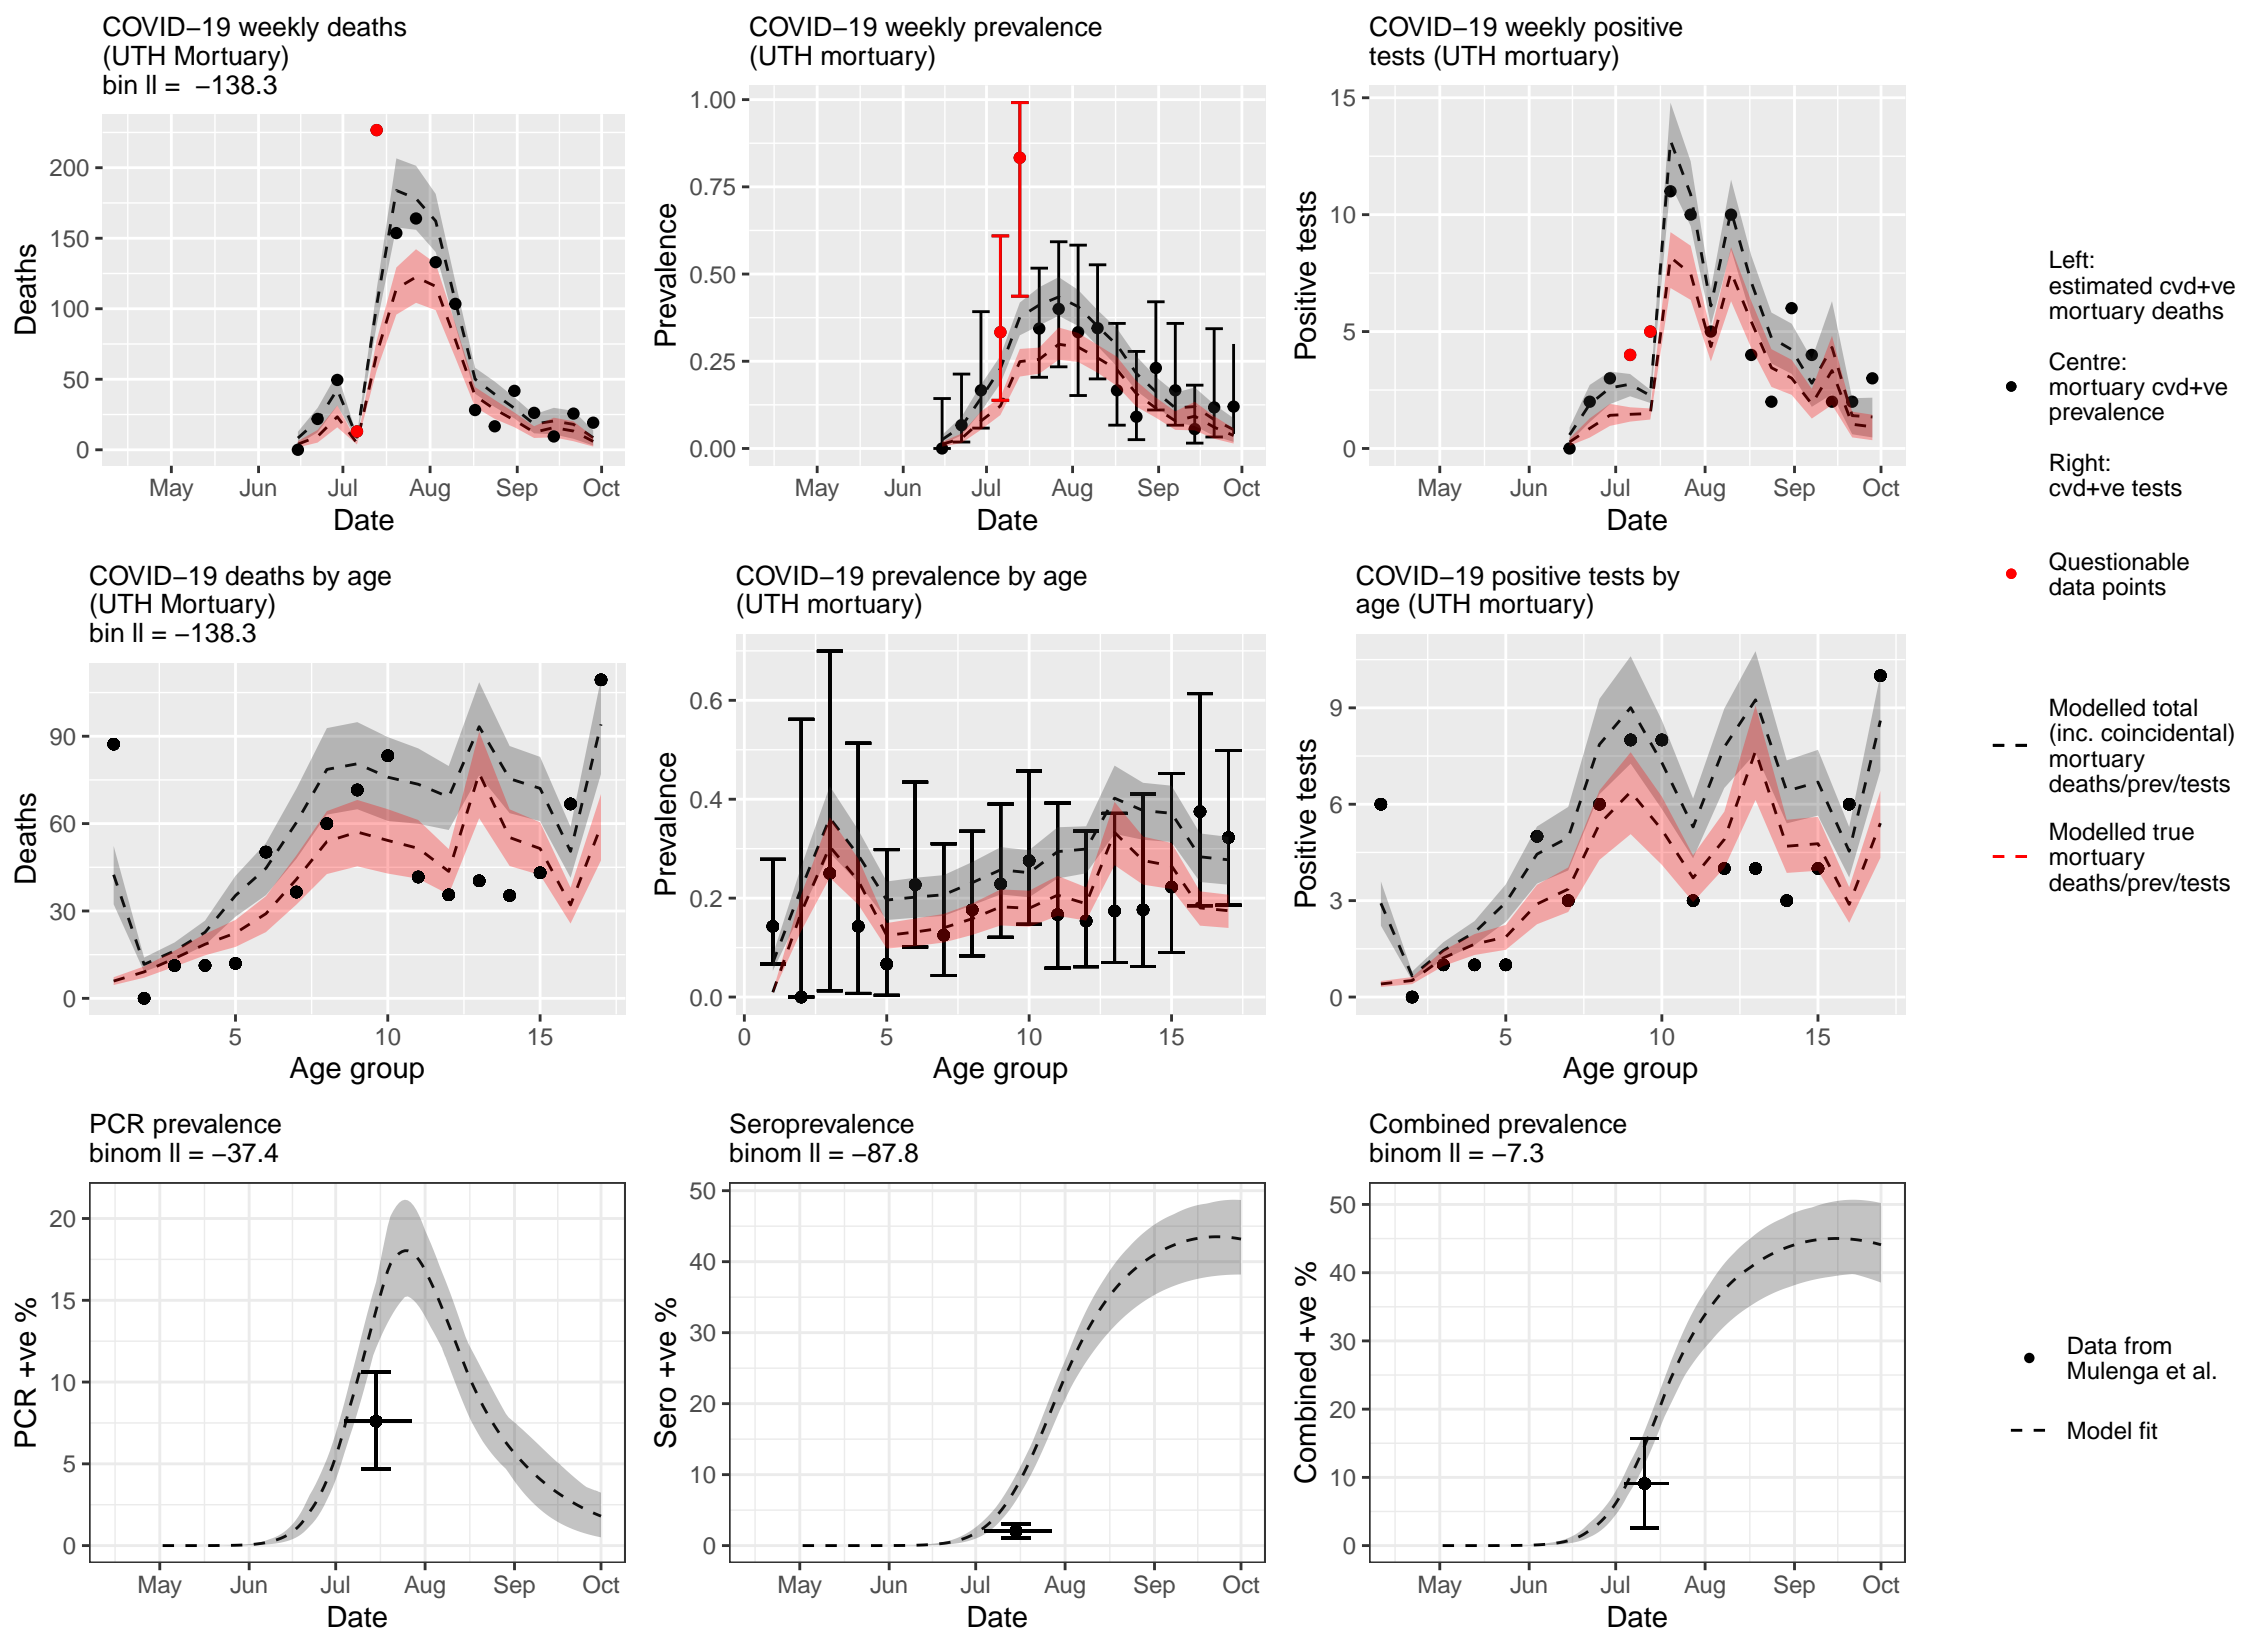 COVID−19 weekly deaths
(UTH Mortuary)
bin ll =  −138.3
200
150
100
50
0
Deaths
May Jun Jul Aug Sep Oct
Date
COVID−19 weekly prevalence
(UTH mortuary)
1.00
0.75
0.50
0.25
0.00
Prevalence
May Jun Jul Aug Sep Oct
Date
COVID−19 weekly positive
tests (UTH mortuary)
15
10
5
0
Positive tests
May Jun Jul Aug Sep Oct
Date
Left:
estimated cvd+ve
mortuary deaths
Centre:
mortuary cvd+ve
prevalence
Right:
cvd+ve tests
Questionable
data points
Modelled total
(inc. coincidental)
mortuary
deaths/prev/tests
Modelled true
mortuary
deaths/prev/tests
COVID−19 deaths by age
(UTH Mortuary)
bin ll = −138.3
90
60
30
0
Deaths
5 10 15
Age group
COVID−19 prevalence by age
(UTH mortuary)
0.6
0.4
0.2
0.0
Prevalence
0 5 10 15
Age group
COVID−19 positive tests by
age (UTH mortuary)
9
6
3
0
Positive tests
5 10 15
Age group
PCR prevalence
binom ll = −37.4
20
15
10
5
0
PCR +ve %
May Jun Jul Aug Sep Oct
Date
Seroprevalence
binom ll = −87.8
50
40
30
20
10
0
Sero +ve %
May Jun Jul Aug Sep Oct
Date
Combined prevalence
binom ll = −7.3
50
40
30
20
10
0
Combined +ve %
May Jun Jul Aug Sep Oct
Date
Data from
Mulenga et al.
Model fit